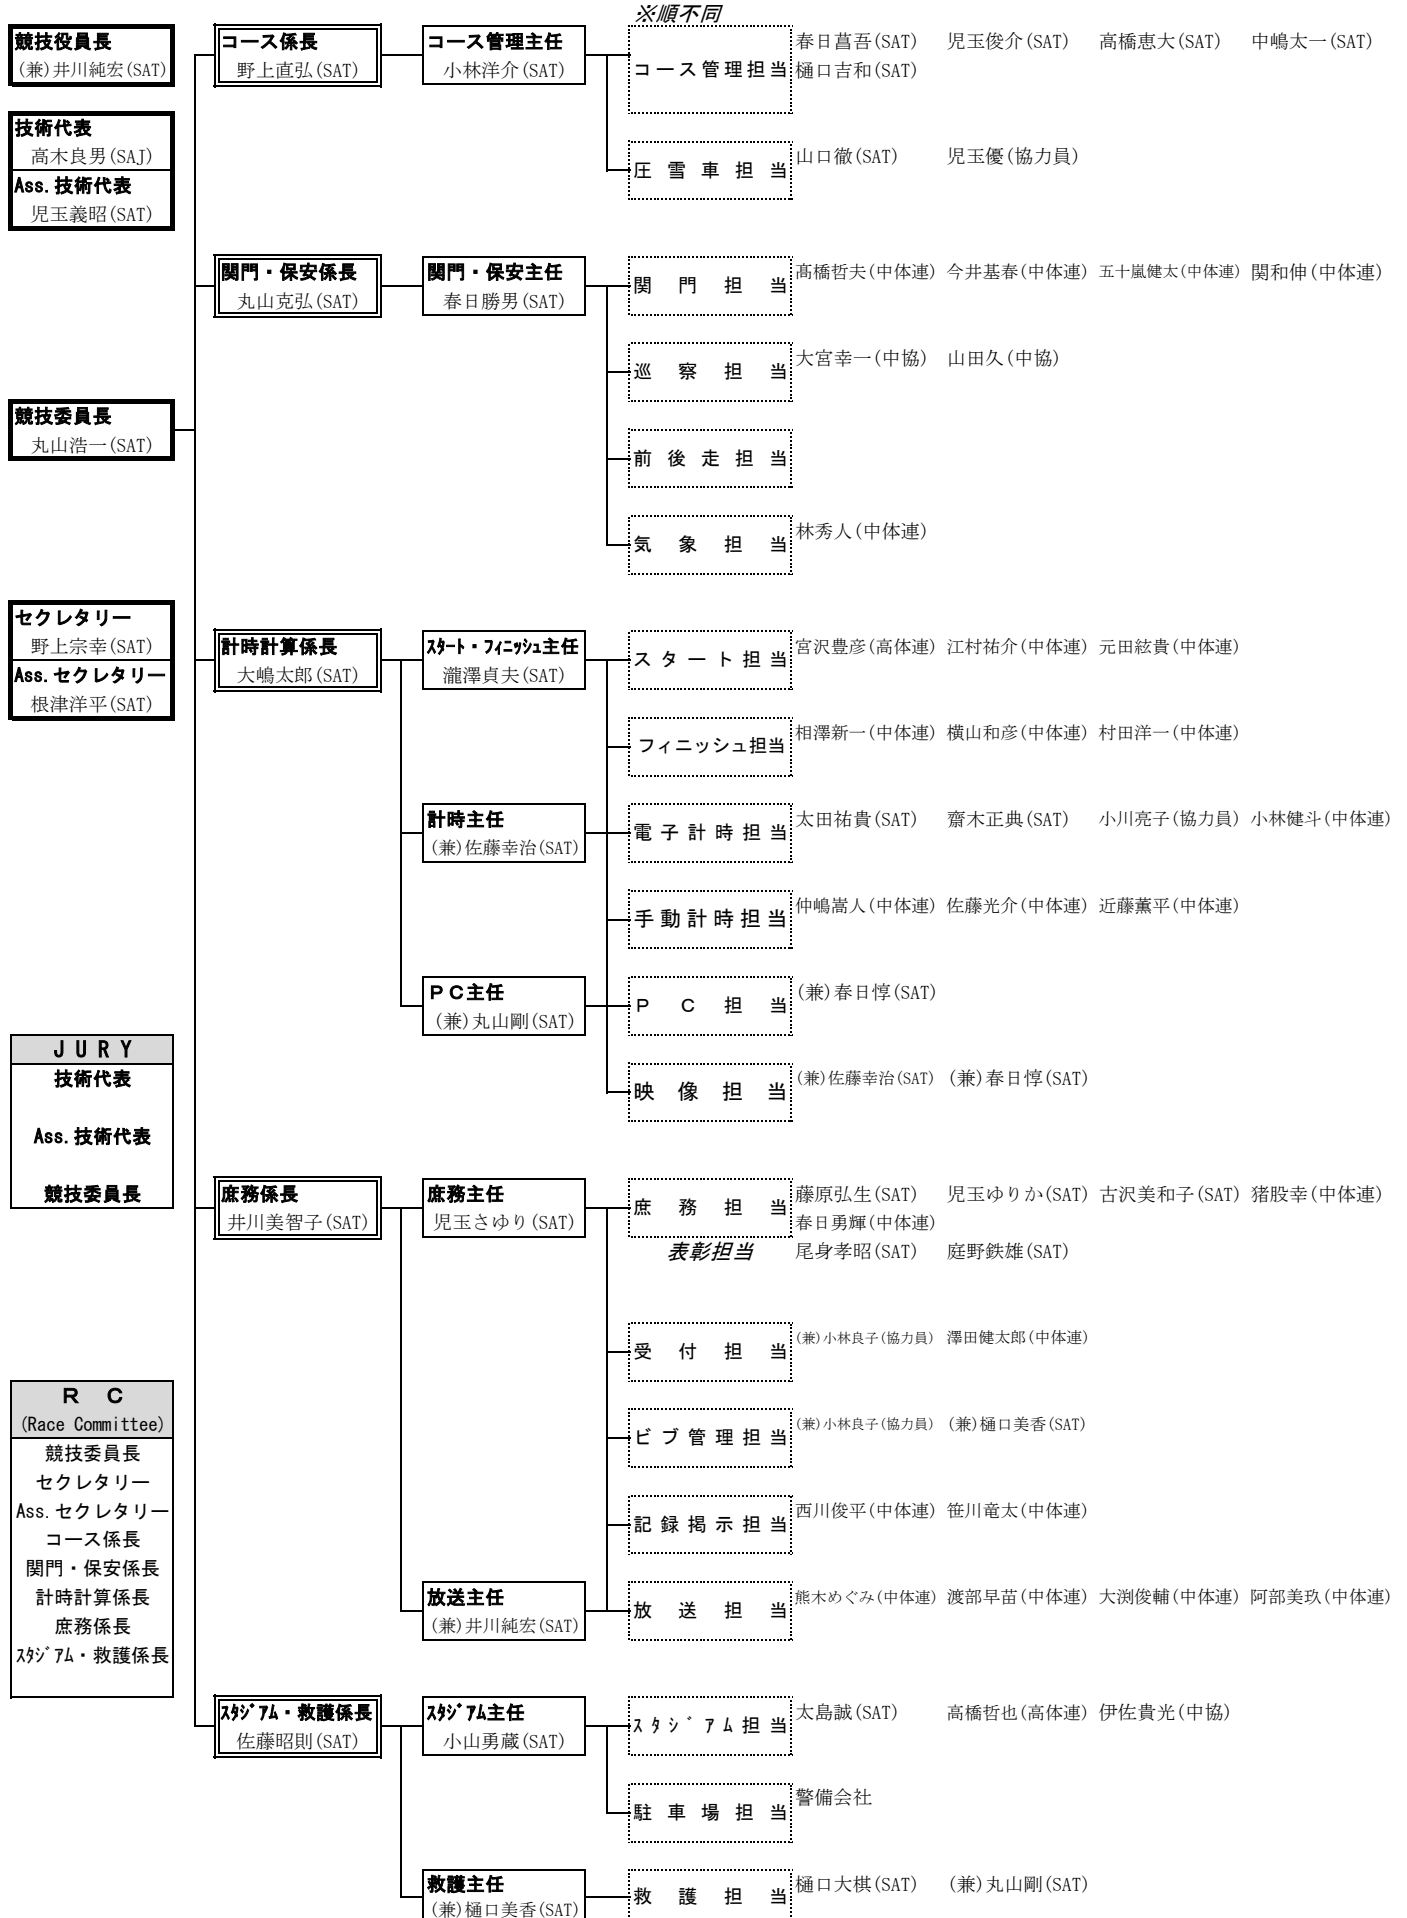 ※順不同
競技役員長
(兼)井川純宏(SAT)
技術代表
高木良男(SAJ)
Ass.技術代表
児玉義昭(SAT)
競技委員長
丸山浩一(SAT)
セクレタリー
野上宗幸(SAT)
Ass.セクレタリー
根津洋平(SAT)
JURY
技術代表
Ass.技術代表
競技委員長
R C
(Race Committee)
競技委員長
セクレタリー
Ass.セクレタリー
コース係長
関門・保安係長
計時計算係長
庶務係長
ｽﾀｼﾞｱﾑ・救護係長
コース係長
野上直弘(SAT)
コース管理主任
小林洋介(SAT)
コース管理担当
春日菖吾(SAT) 児玉俊介(SAT) 高橋恵大(SAT) 中嶋太一(SAT)
樋口吉和(SAT)
圧雪車担当
山口徹(SAT) 児玉優(協力員)
関門・保安係長
丸山克弘(SAT)
関門・保安主任
春日勝男(SAT)
関門担当
髙橋哲夫(中体連) 今井基春(中体連) 五十嵐健太(中体連) 関和伸(中体連)
巡察担当
大宮幸一(中協) 山田久(中協)
前後走担当
気象担当
林秀人(中体連)
計時計算係長
大嶋太郎(SAT)
ｽﾀｰﾄ・ﾌｨﾆｯｼｭ主任
瀧澤貞夫(SAT)
スタート担当
宮沢豊彦(高体連) 江村祐介(中体連) 元田絃貴(中体連)
フィニッシュ担当
相澤新一(中体連) 横山和彦(中体連) 村田洋一(中体連)
計時主任
(兼)佐藤幸治(SAT)
電子計時担当
太田祐貴(SAT) 齋木正典(SAT) 小川亮子(協力員) 小林健斗(中体連)
手動計時担当
仲嶋嵩人(中体連) 佐藤光介(中体連) 近藤薫平(中体連)
ＰＣ主任
(兼)丸山剛(SAT)
ＰＣ担当
(兼)春日惇(SAT)
映像担当
(兼)佐藤幸治(SAT) (兼)春日惇(SAT)
庶務係長
井川美智子(SAT)
庶務主任
児玉さゆり(SAT)
庶務担当
藤原弘生(SAT) 児玉ゆりか(SAT) 古沢美和子(SAT) 猪股幸(中体連)
春日勇輝(中体連)
表彰担当 尾身孝昭(SAT) 庭野鉄雄(SAT)
受付担当
(兼)小林良子(協力員) 澤田健太郎(中体連)
ビブ管理担当
(兼)小林良子(協力員) (兼)樋口美香(SAT)
記録掲示担当
西川俊平(中体連) 笹川竜太(中体連)
放送主任
(兼)井川純宏(SAT)
放送担当
熊木めぐみ(中体連) 渡部早苗(中体連) 大渕俊輔(中体連) 阿部美玖(中体連)
ｽﾀｼﾞｱﾑ・救護係長
佐藤昭則(SAT)
ｽﾀｼﾞｱﾑ主任
小山勇蔵(SAT)
ｽﾀｼﾞｱﾑ担当
太島誠(SAT) 高橋哲也(高体連) 伊佐貴光(中協)
駐車場担当
警備会社
救護主任
(兼)樋口美香(SAT)
救護担当
樋口大棋(SAT) (兼)丸山剛(SAT)